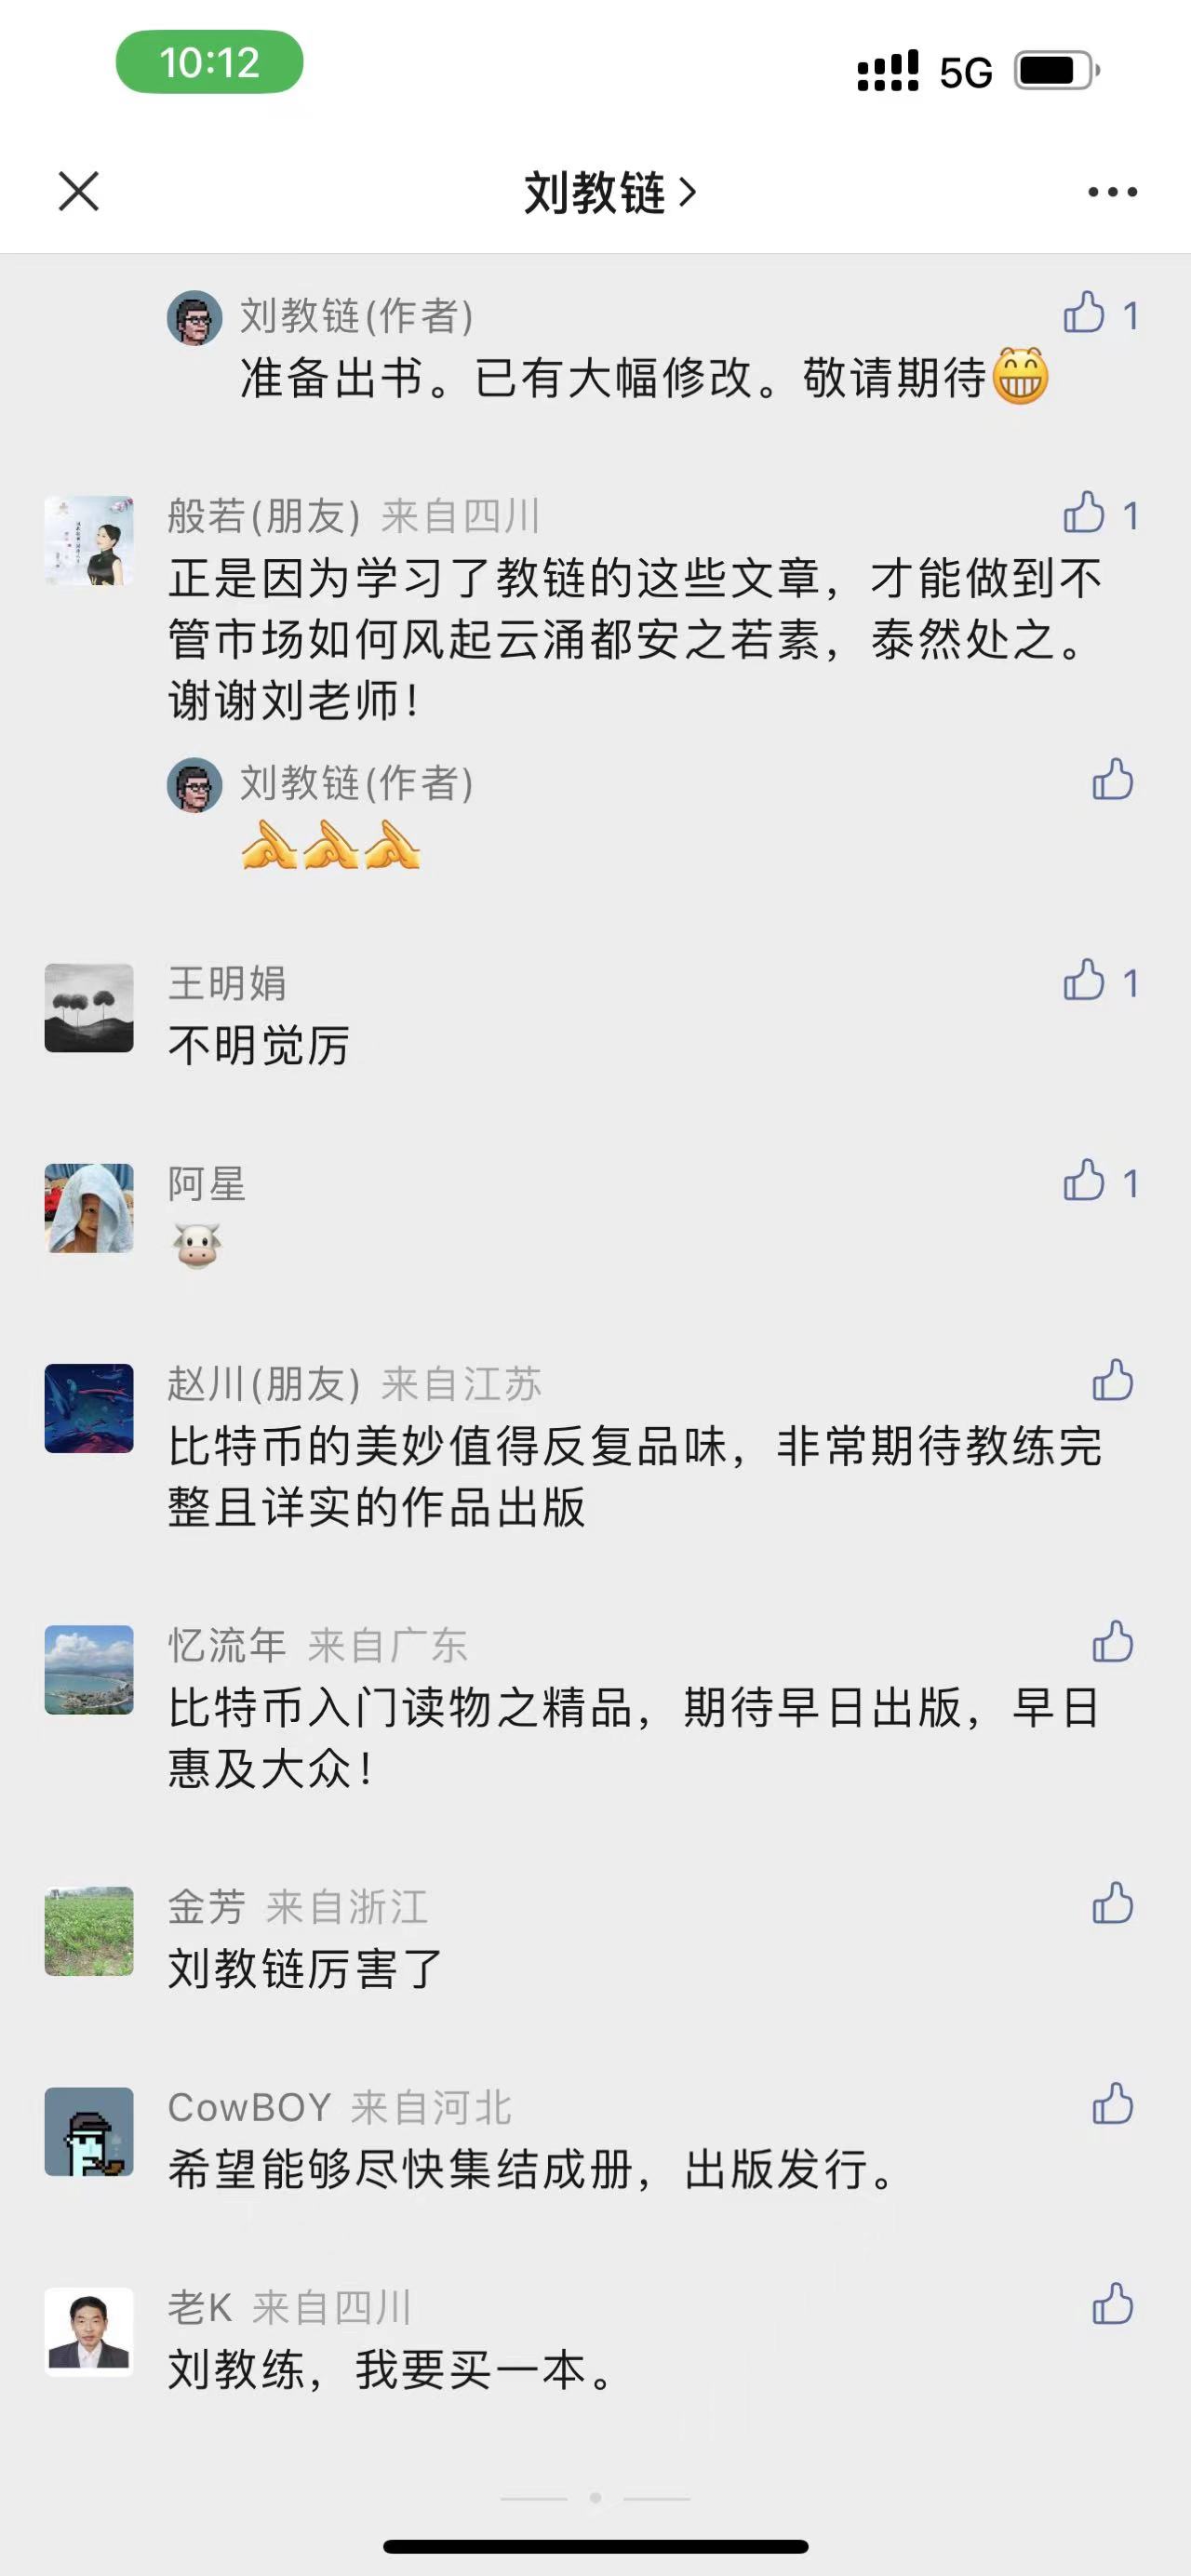 10:12
5G
刘教链
刘教链(作者)
1
准备出书。已有大幅修改。敬请期待😁
般若(朋友) 来自四川
1
正是因为学习了教链的这些文章，才能做到不
管市场如何风起云涌都安之若素，泰然处之。
谢谢刘老师！
刘教链(作者)
王明娟
1
不明觉厉
阿星
1
🐮
赵川(朋友) 来自江苏
比特币的美妙值得反复品味，非常期待教练完
整且详实的作品出版
忆流年 来自广东
比特币入门读物之精品，期待早日出版，早日
惠及大众！
金芳 来自浙江
刘教链厉害了
CowBOY 来自河北
希望能够尽快集结成册，出版发行。
老K 来自四川
刘教练，我要买一本。